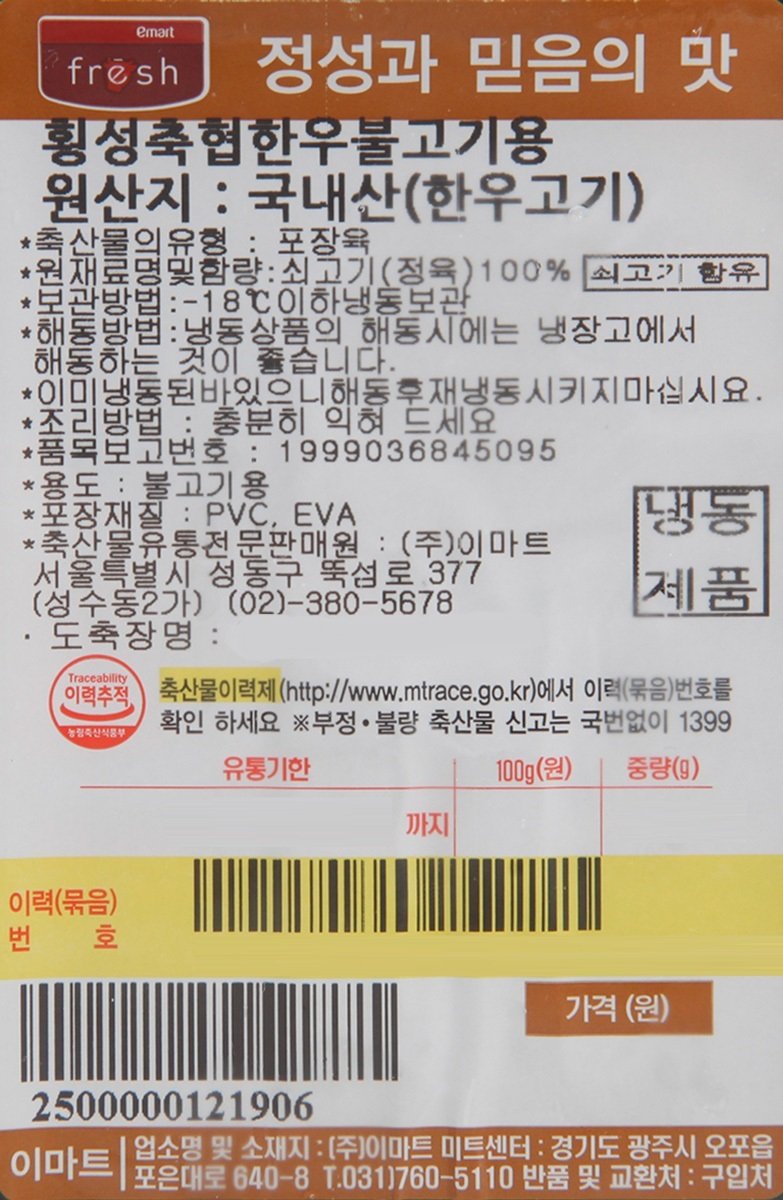 emart
fresh
정성과 믿음의 맛
횡성축협한우불고기용
원산지 : 국내산(한우고기)
*축산물의유형 : 포장육
*원재료명및함량:쇠고기(정육)100% 쇠고기 함유
*보관방법:-18℃이하냉동보관
*해동방법:냉동상품의 해동시에는 냉장고에서
해동하는 것이 좋습니다.
*이미냉동된바있으니해동후재냉동시키지마십시요.
*조리방법 : 충분히 익혀 드세요
*품목보고번호 : 1999036845095
*용도 : 불고기용
*포장재질 : PVC, EVA
*축산물유통전문판매원 : (주)이마트
서울특별시 성동구 뚝섬로 377
(성수동2가) (02)-380-5678
· 도축장명 :
냉동
제품
Traceability
이력추적
농림축산식품부
축산물이력제(http://www.mtrace.go.kr)에서 이력(묶음)번호를
확인 하세요 ※부정•불량 축산물 신고는 국번없이 1399
유통기한 100g(원) 중량(g)
까지
이력(묶음)
번 호
가격 (원)
2500000121906
이마트
업소명 및 소재지 : (주)이마트 미트센터 : 경기도 광주시 오포읍
포은대로 640-8 T.031)760-5110 반품 및 교환처 : 구입처